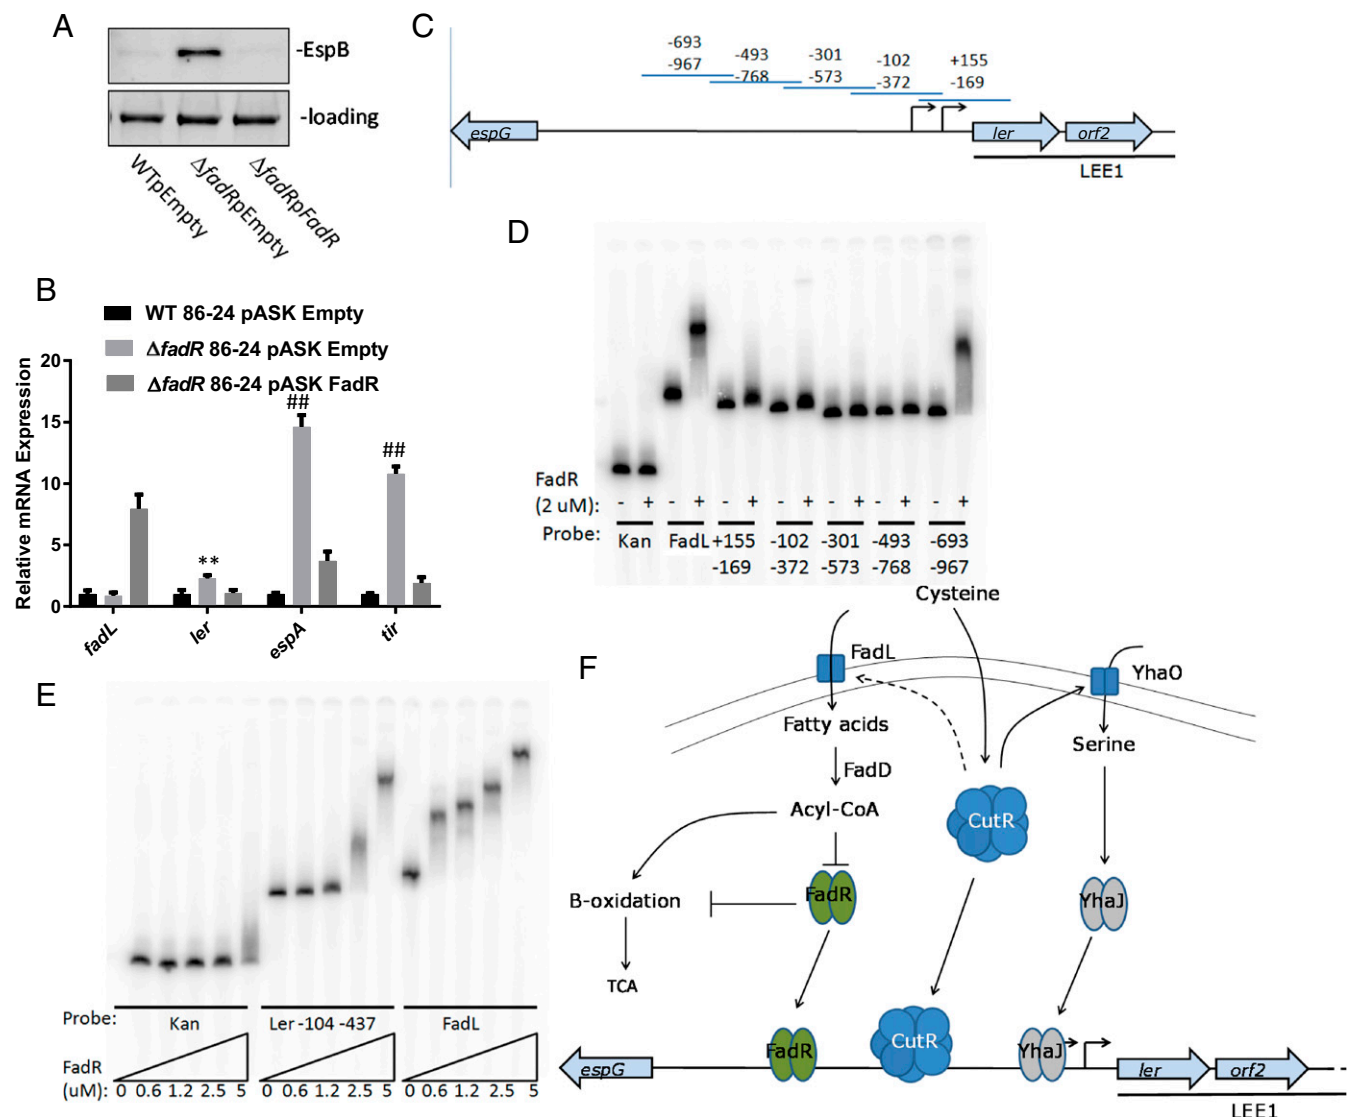 A
-EspB
-loading
WTpEmpty
ΔfadRpEmpty
ΔfadRpFadR
B
WT 86-24 pASK Empty
ΔfadR 86-24 pASK Empty
ΔfadR 86-24 pASK FadR
Relative mRNA Expression
20
15
10
5
0
**
##
##
fadL
ler
espA
tir
C
-693
-967
-493
-768
-301
-573
-102
-372
+155
-169
espG
ler
orf2
LEE1
D
FadR
(2 uM):
- + - + - + - + - + - + - +
Probe:
Kan
FadL
+155
-169
-102
-372
-301
-573
-493
-768
-693
-967
E
Probe:
Kan
Ler -104 -437
FadL
FadR
(uM):
0 0.6 1.2 2.5 5
0 0.6 1.2 2.5 5
0 0.6 1.2 2.5 5
F
Cysteine
FadL
YhaO
Fatty acids
Serine
FadD
Acyl-CoA
CutR
B-oxidation
FadR
YhaJ
TCA
FadR
CutR
YhaJ
espG
ler
orf2
LEE1